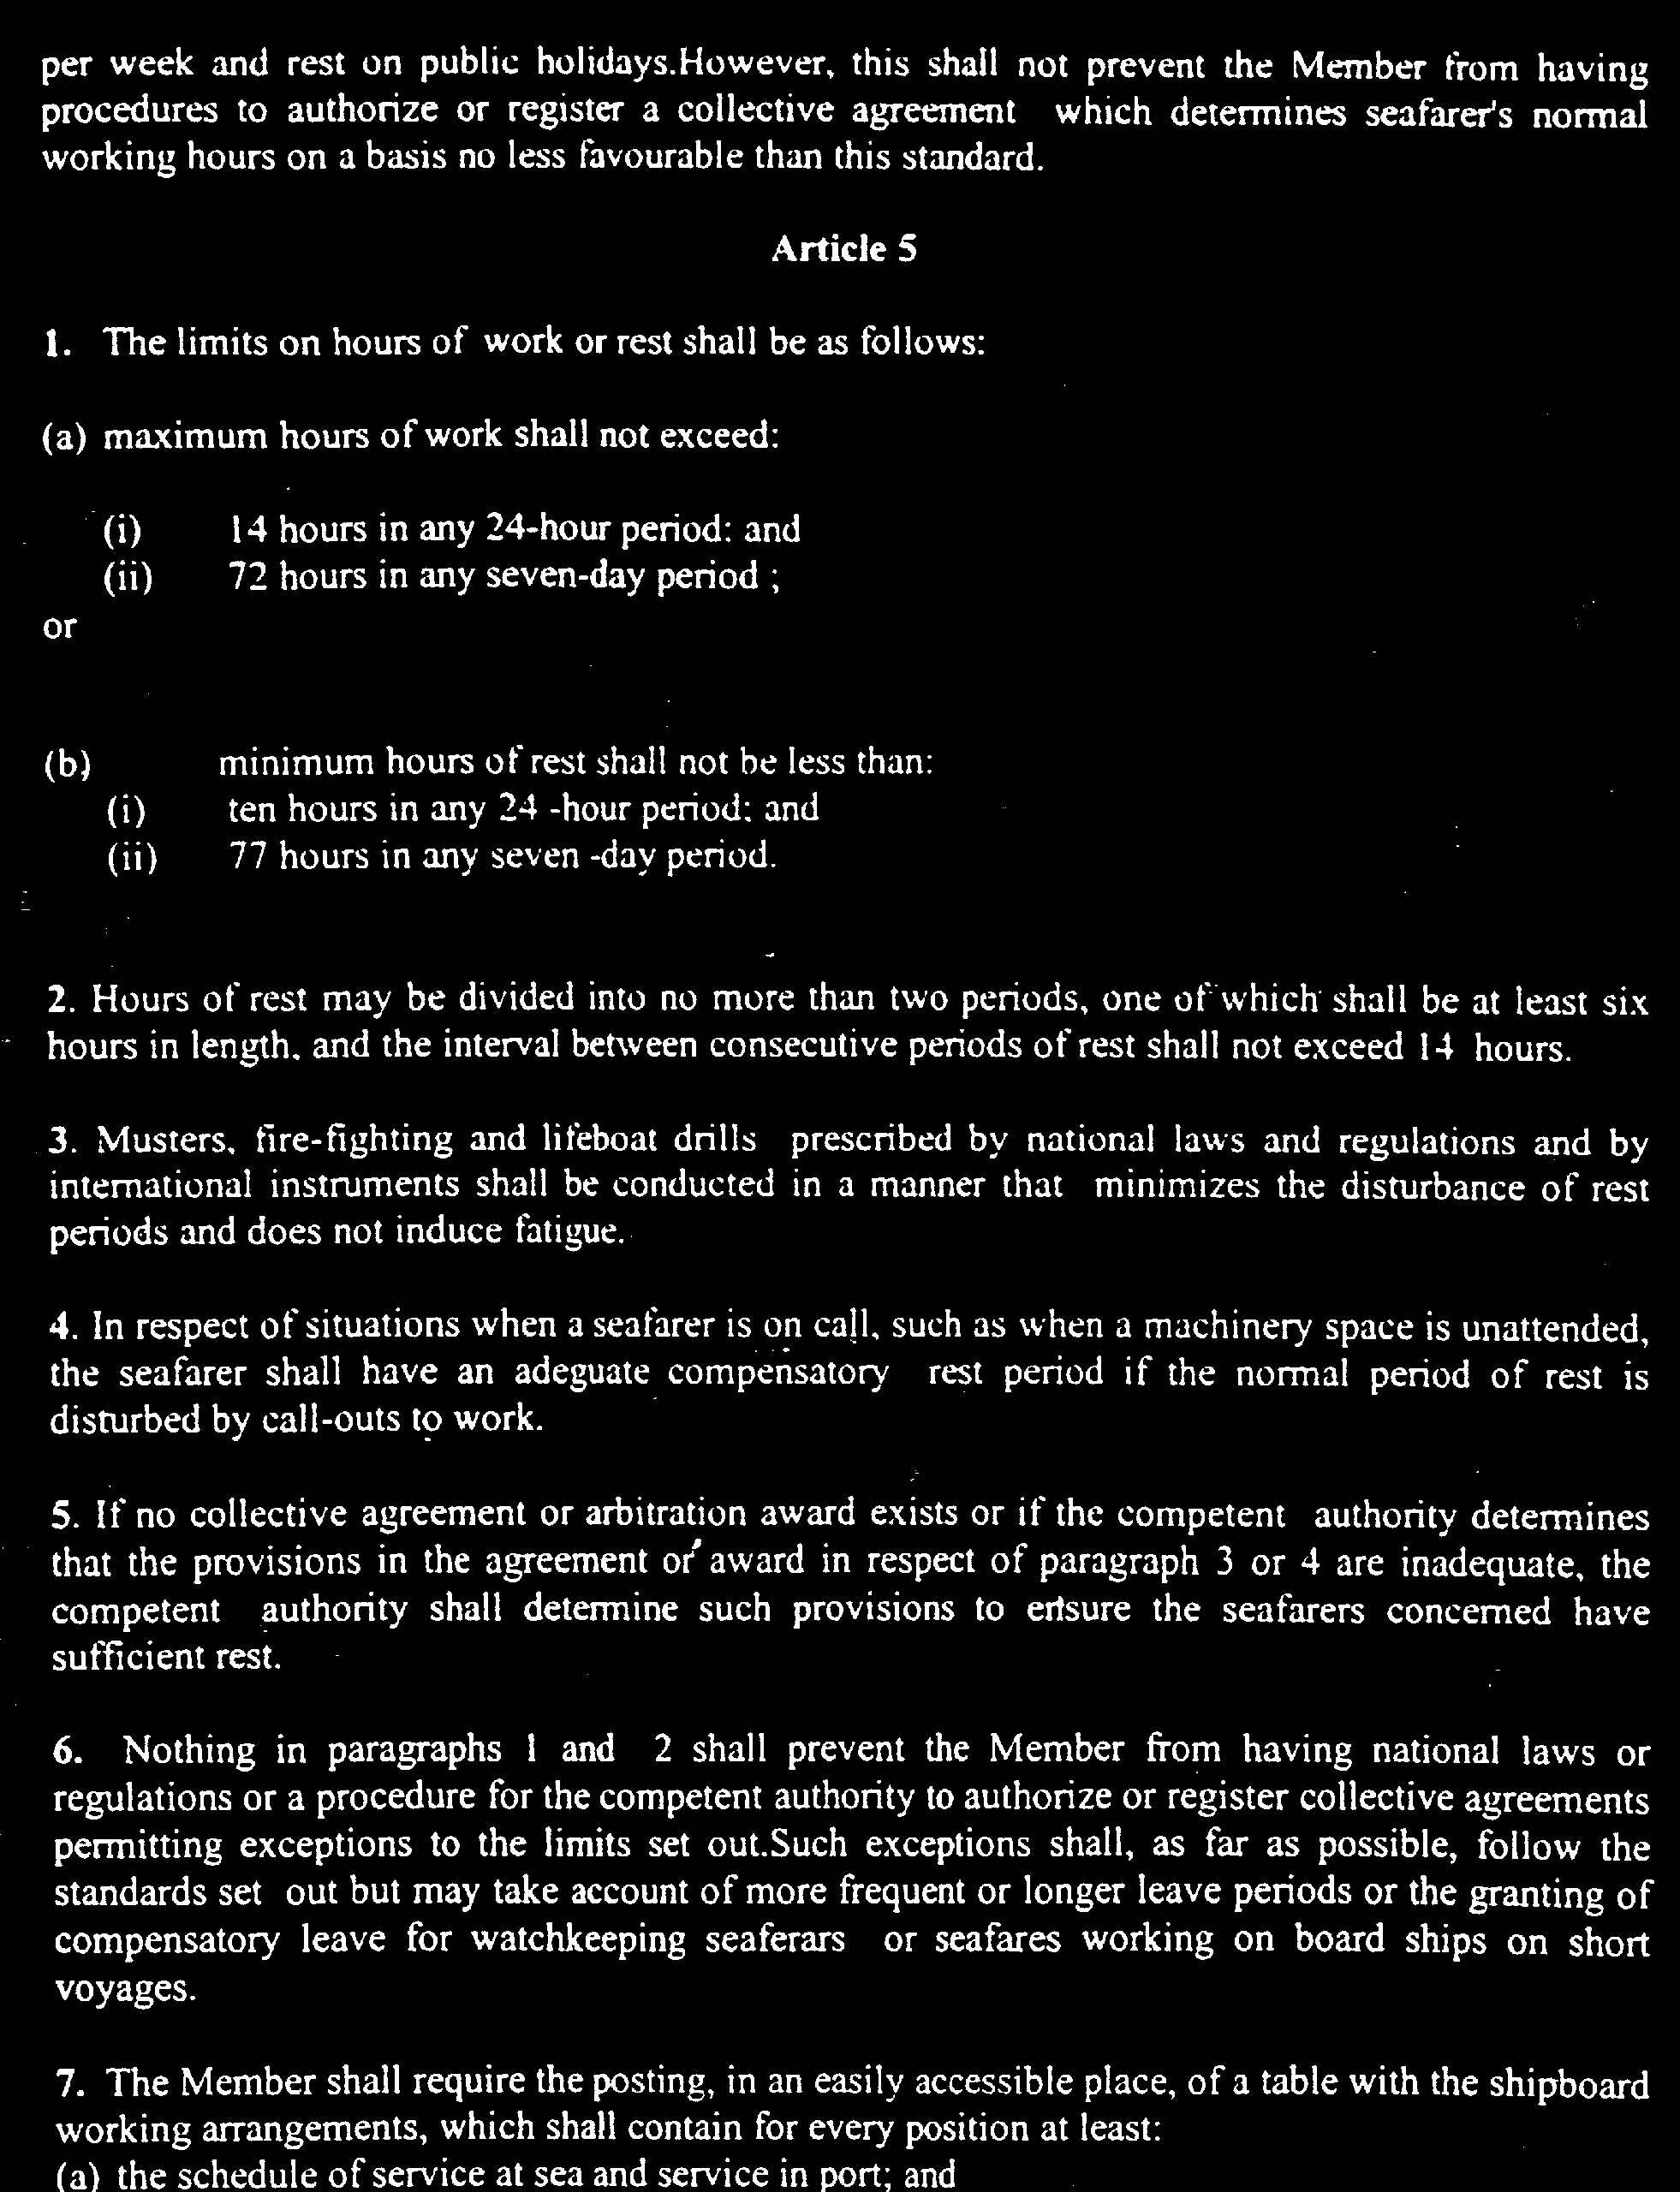 per week and rest on public holidays.However, this shall not prevent the Member from having
procedures to authorize or register a collective agreement which determines seafarer's normal
working hours on a basis no less favourable than this standard.
Article 5
1. The limits on hours of work or rest shall be as follows:
(a) maximum hours of work shall not exceed:
(i) 14 hours in any 24-hour period: and
(ii) 72 hours in any seven-day period ;
or
(b) minimum hours of rest shall not be less than:
(i) ten hours in any 24 -hour period; and
(ii) 77 hours in any seven -day period.
2. Hours of rest may be divided into no more than two periods, one of which shall be at least six
hours in length, and the interval between consecutive periods of rest shall not exceed 14 hours.
3. Musters, fire-fighting and lifeboat drills prescribed by national laws and regulations and by
international instruments shall be conducted in a manner that minimizes the disturbance of rest
periods and does not induce fatigue.
4. In respect of situations when a seafarer is on call, such as when a machinery space is unattended,
the seafarer shall have an adeguate compensatory rest period if the normal period of rest is
disturbed by call-outs to work.
5. If no collective agreement or arbitration award exists or if the competent authority determines
that the provisions in the agreement or award in respect of paragraph 3 or 4 are inadequate, the
competent authority shall determine such provisions to ensure the seafarers concerned have
sufficient rest.
6. Nothing in paragraphs 1 and 2 shall prevent the Member from having national laws or
regulations or a procedure for the competent authority to authorize or register collective agreements
permitting exceptions to the limits set out.Such exceptions shall, as far as possible, follow the
standards set out but may take account of more frequent or longer leave periods or the granting of
compensatory leave for watchkeeping seaferars or seafares working on board ships on short
voyages.
7. The Member shall require the posting, in an easily accessible place, of a table with the shipboard
working arrangements, which shall contain for every position at least:
(a) the schedule of service at sea and service in port; and